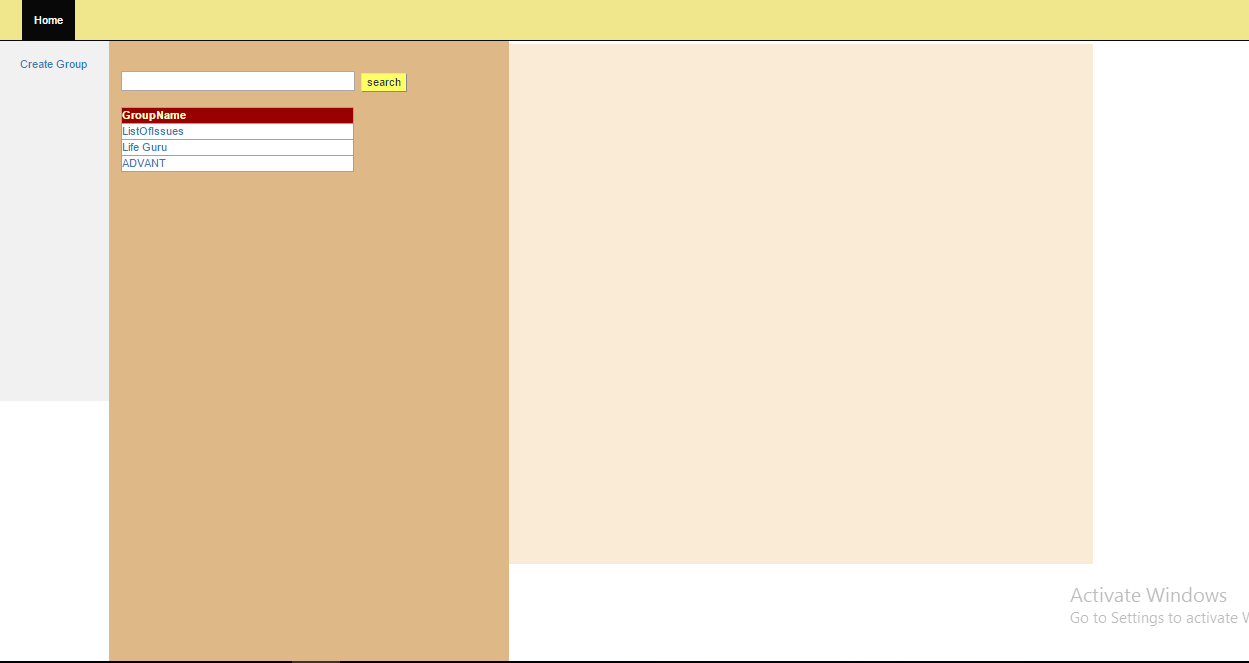 Home
Create Group
search
GroupName
ListOfIssues
Life Guru
ADVANT
Activate Windows
Go to Settings to activate W